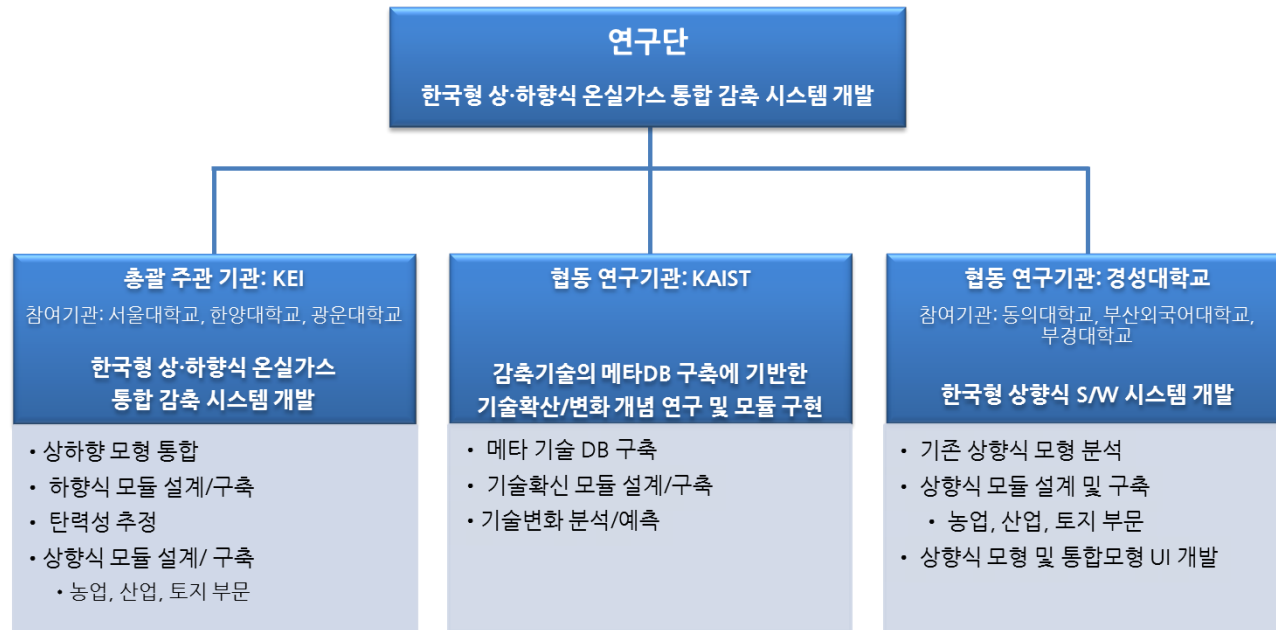 연구단
한국형 상·하향식 온실가스 통합 감축 시스템 개발
총괄 주관 기관: KEI
참여기관: 서울대학교, 한양대학교, 광운대학교
한국형 상·하향식 온실가스
통합 감축 시스템 개발
• 상하향 모형 통합
• 하향식 모듈 설계/구축
• 탄력성 추정
• 상향식 모듈 설계/ 구축
• 농업, 산업, 토지 부문
협동 연구기관: KAIST
감축기술의 메타DB 구축에 기반한
기술확산/변화 개념 연구 및 모듈 구현
• 메타 기술 DB 구축
• 기술확신 모듈 설계/구축
• 기술변화 분석/예측
협동 연구기관: 경성대학교
참여기관: 동의대학교, 부산외국어대학교,
부경대학교
한국형 상향식 S/W 시스템 개발
• 기존 상향식 모형 분석
• 상향식 모듈 설계 및 구축
• 농업, 산업, 토지 부문
• 상향식 모형 및 통합모형 UI 개발